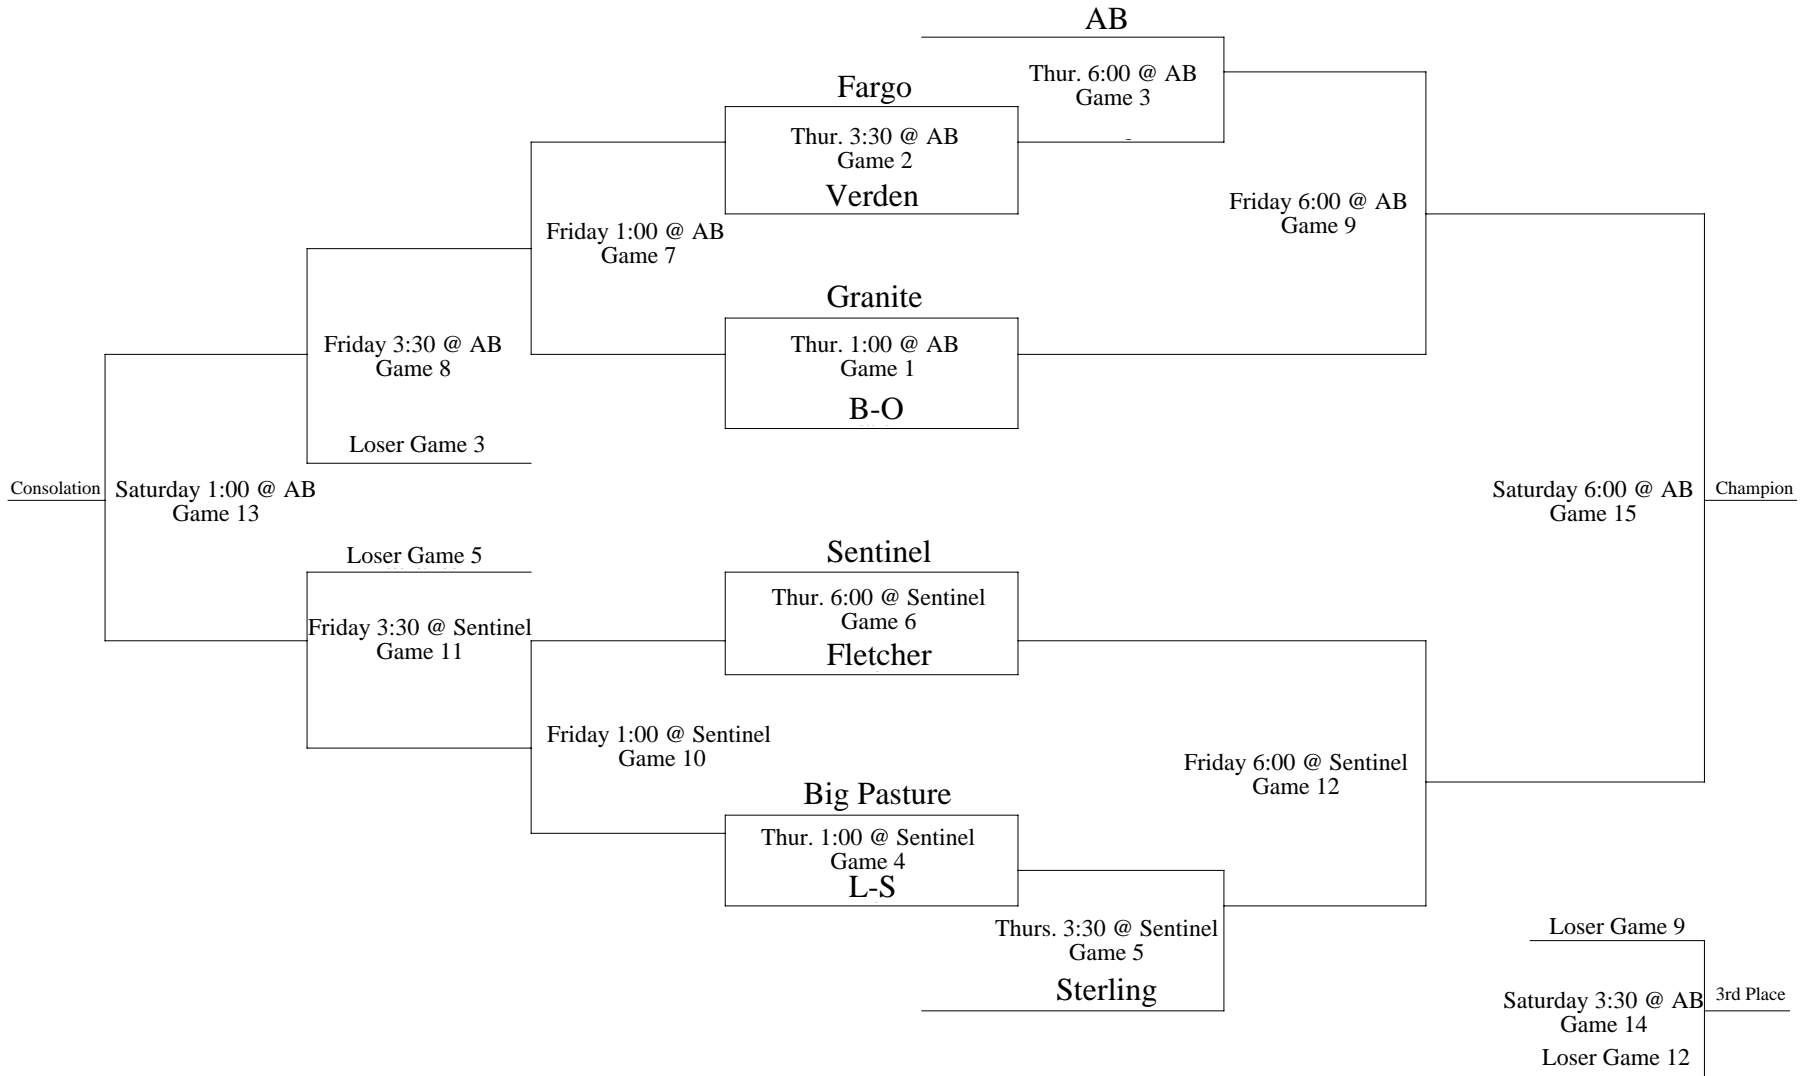 AB
Thur. 6:00 @ AB
Game 3
Fargo
Thur. 3:30 @ AB
Game 2
Verden
Friday 1:00 @ AB
Game 7
Friday 6:00 @ AB
Game 9
Granite
Thur. 1:00 @ AB
Game 1
B-O
Friday 3:30 @ AB
Game 8
Loser Game 3
Consolation
Saturday 1:00 @ AB
Game 13
Saturday 6:00 @ AB
Game 15
Champion
Loser Game 5
Sentinel
Thur. 6:00 @ Sentinel
Game 6
Fletcher
Friday 3:30 @ Sentinel
Game 11
Friday 1:00 @ Sentinel
Game 10
Friday 6:00 @ Sentinel
Game 12
Big Pasture
Thur. 1:00 @ Sentinel
Game 4
L-S
Thurs. 3:30 @ Sentinel
Game 5
Sterling
Loser Game 9
Saturday 3:30 @ AB
Game 14
3rd Place
Loser Game 12